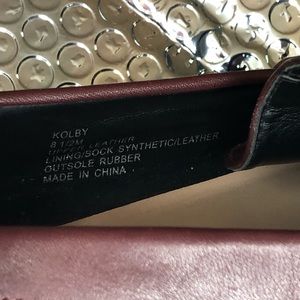 KOLBY
8 1/2M
UPPER LEATHER
LINING/SOCK SYNTHETIC/LEATHER
OUTSOLE RUBBER
MADE IN CHINA